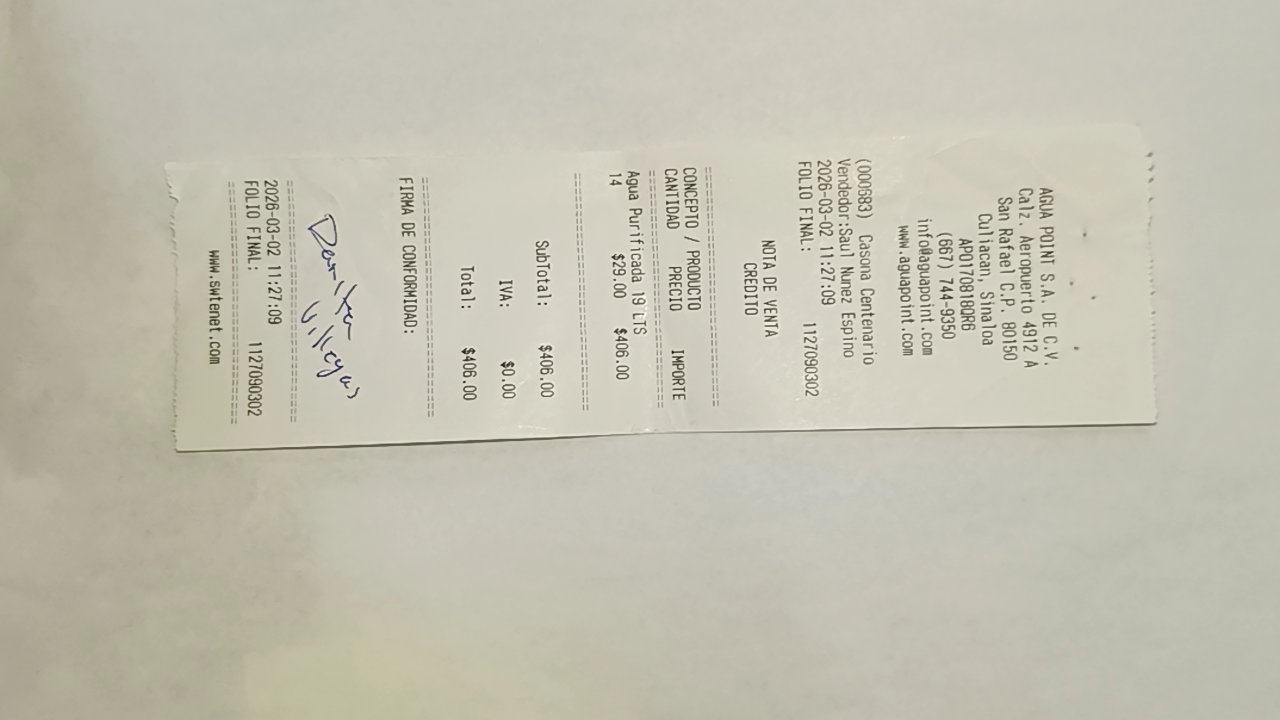 AGUA POINT S.A. DE C.V.
Calz. Aeropuerto 4912 A
San Rafael C.P. 80150
Culiacan, Sinaloa
APO170818QR6
(667) 744-9350
info@aguapoint.com
www.aguapoint.com
(000683) Casona Centenario
Vendedor:Saul Nunez Espino
2026-03-02 11:27:09
FOLIO FINAL: 1127090302
NOTA DE VENTA
CREDITO
CONCEPTO / PRODUCTO
CANTIDAD PRECIO IMPORTE
Agua Purificada 19 LTS
14 $29.00 $406.00
SubTotal: $406.00
IVA: $0.00
Total: $406.00
FIRMA DE CONFORMIDAD:
Villegas
2026-03-02 11:27:09
FOLIO FINAL: 1127090302
www.swtenet.com